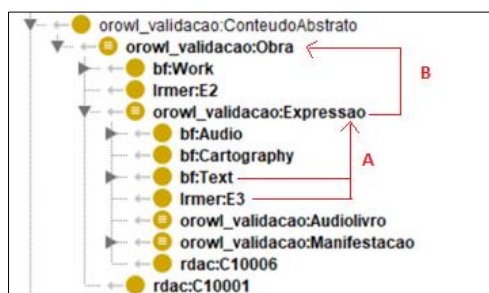 orowl_validacao:ConteudoAbstrato
orowl_validacao:Obra
bf:Work
lrmer:E2
orowl_validacao:Expressao
bf:Audio
bf:Cartography
bf:Text
lrmer:E3
orowl_validacao:Audiolivro
orowl_validacao:Manifestacao
rdac:C10006
rdac:C10001
B
A